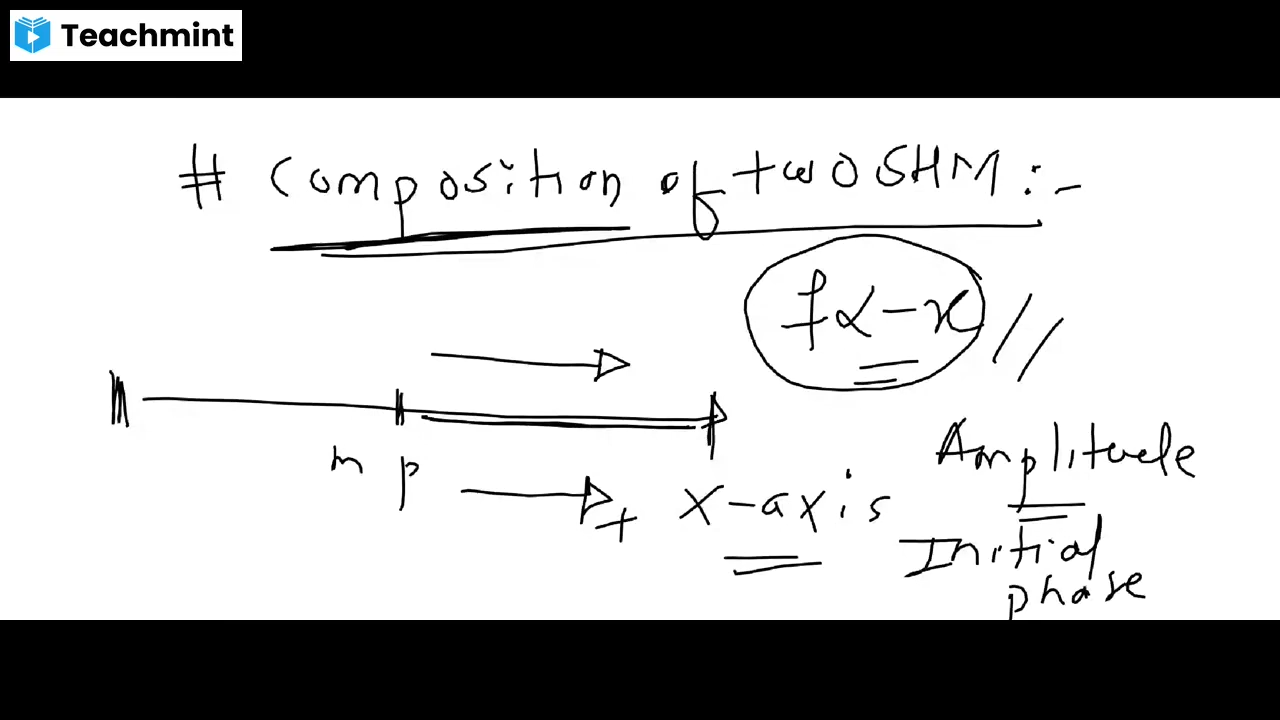 Teachmint
# Composition of two SHM :-
f α - x //
m p
+ X-axis
Amplitude
Initial
phase